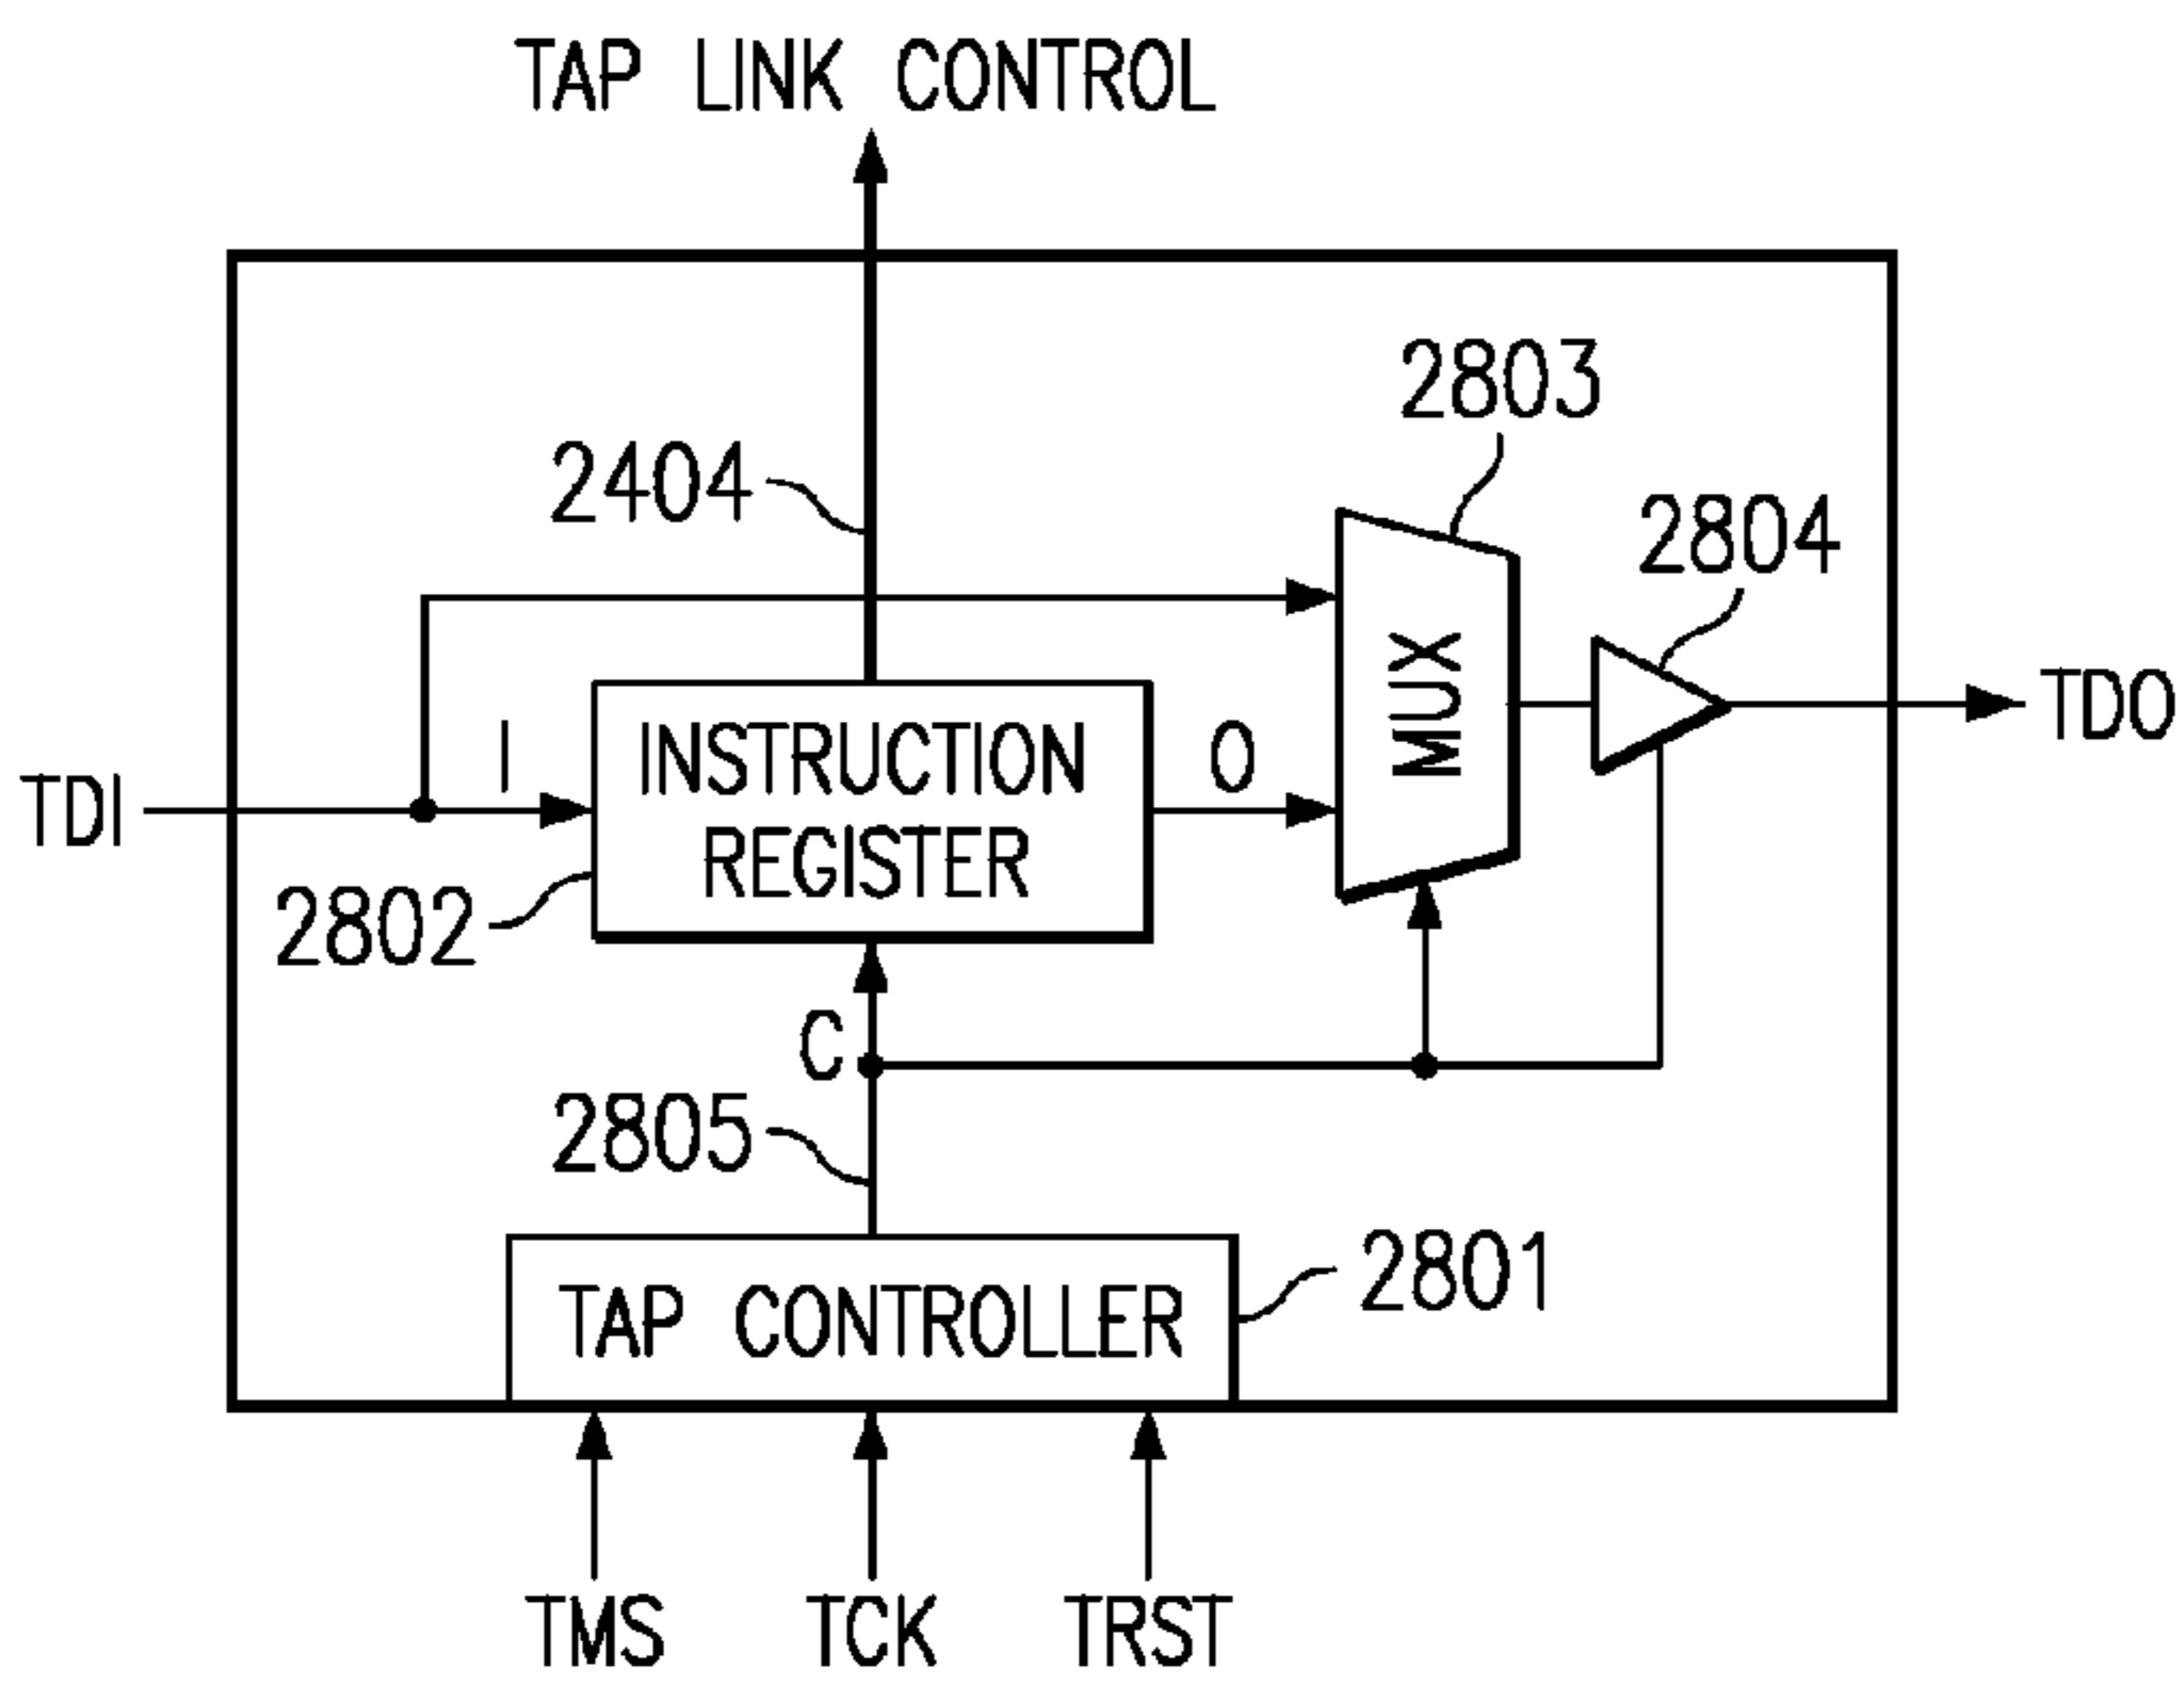 TAP LINK CONTROL
2803
2404
2804
MUX
TDO
I
INSTRUCTION
REGISTER
O
TDI
2802
C
2805
2801
TAP CONTROLLER
TMS
TCK
TRST